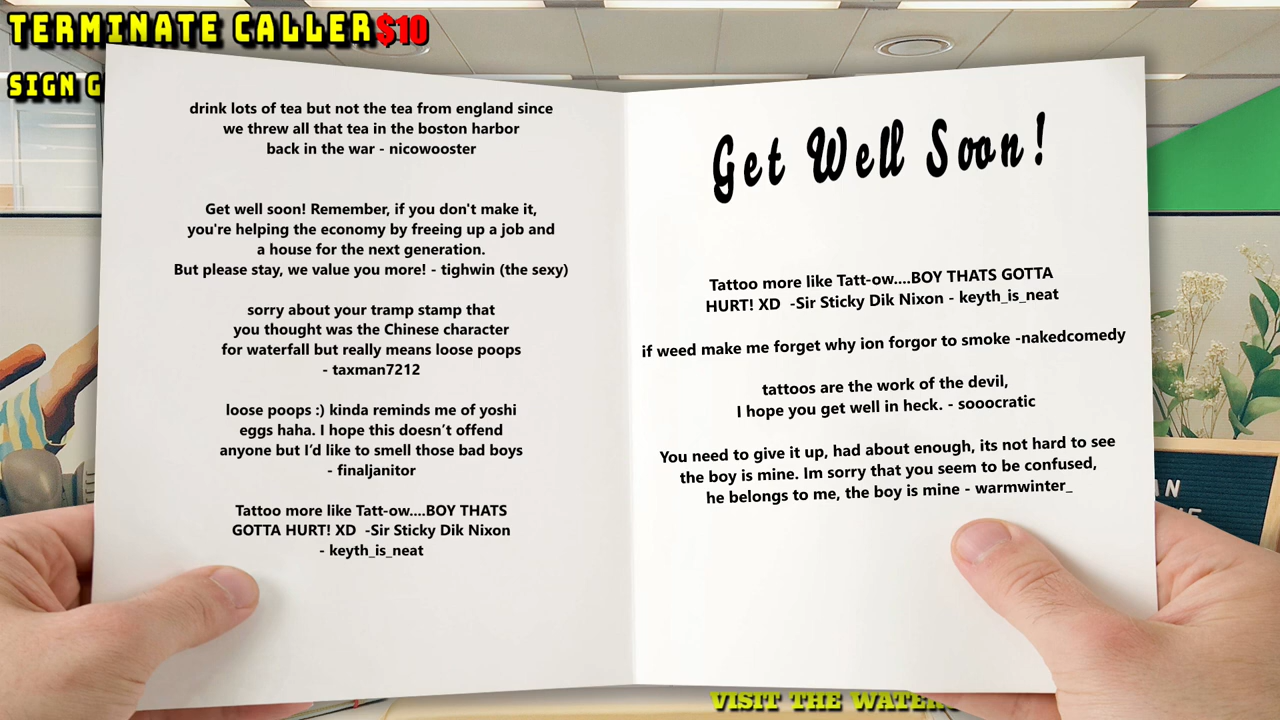 TERMINATE CALLER $10
SIGN G
drink lots of tea but not the tea from england since
we threw all that tea in the boston harbor
back in the war - nicowooster
Get well soon! Remember, if you don't make it,
you're helping the economy by freeing up a job and
a house for the next generation.
But please stay, we value you more! - tighwin (the sexy)
sorry about your tramp stamp that
you thought was the Chinese character
for waterfall but really means loose poops
- taxman7212
loose poops :) kinda reminds me of yoshi
eggs haha. I hope this doesn’t offend
anyone but I’d like to smell those bad boys
- finaljanitor
Tattoo more like Tatt-ow....BOY THATS
GOTTA HURT! XD -Sir Sticky Dik Nixon
- keyth_is_neat
Get Well Soon!
Tattoo more like Tatt-ow....BOY THATS GOTTA
HURT! XD -Sir Sticky Dik Nixon - keyth_is_neat
if weed make me forget why ion forgor to smoke -nakedcomedy
tattoos are the work of the devil,
I hope you get well in heck. - sooocratic
You need to give it up, had about enough, its not hard to see
the boy is mine. Im sorry that you seem to be confused,
he belongs to me, the boy is mine - warmwinter_
AN
VISIT THE WATER